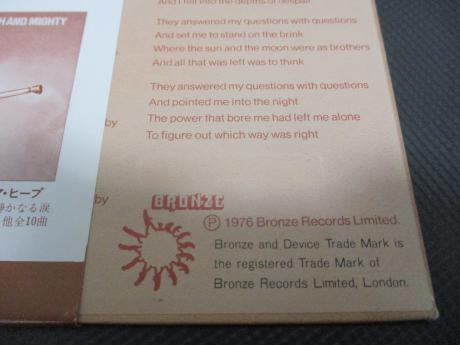 And I fell into the depths of despair
They answered my questions with questions
And set me to stand on the brink
Where the sun and the moon were as brothers
And all that was left was to think
They answered my questions with questions
And pointed me into the night
The power that bore me had left me alone
To figure out which way was right
H AND MIGHTY
ア・ヒープ
静かなる涙
他全10曲
by
by
BRONZE
Ⓟ 1976 Bronze Records Limited.
Bronze and Device Trade Mark is
the registered Trade Mark of
Bronze Records Limited, London.